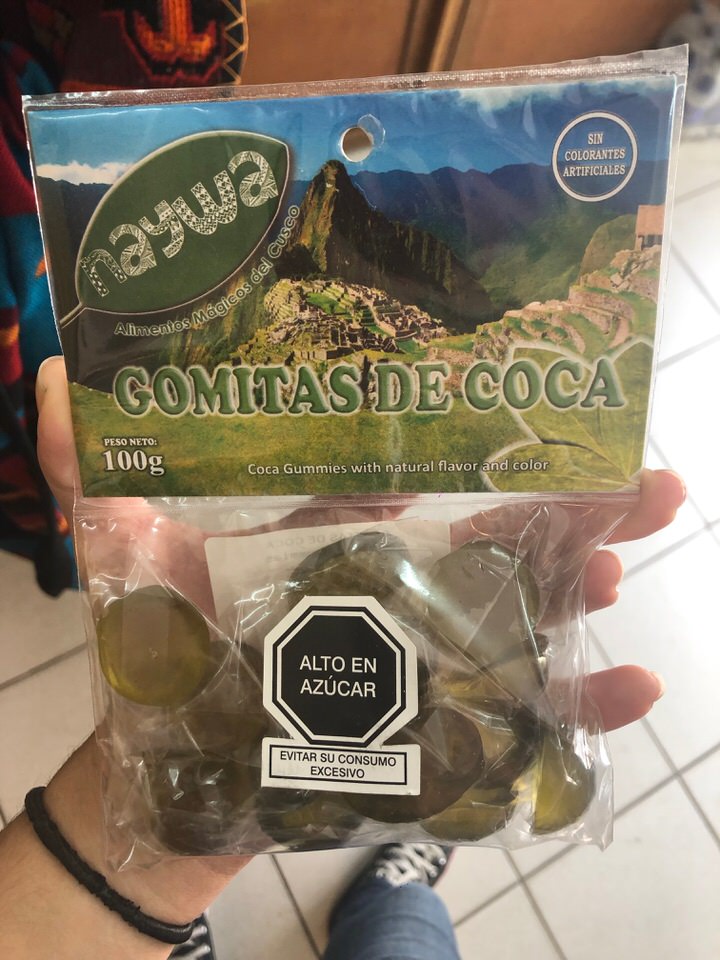 naywa
Alimentos Mágicos del Cusco
SIN
COLORANTES
ARTIFICIALES
GOMITAS DE COCA
PESO NETO:
100g
Coca Gummies with natural flavor and color
ALTO EN
AZÚCAR
EVITAR SU CONSUMO
EXCESIVO